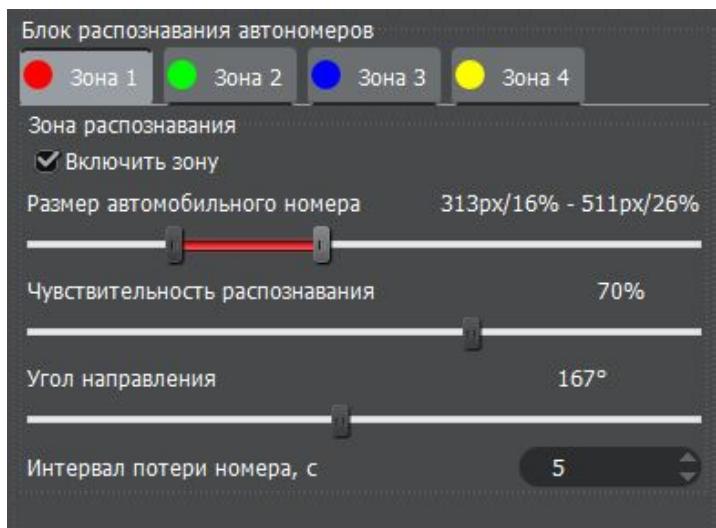 Блок распознавания автономеров
Зона 1 Зона 2 Зона 3 Зона 4
Зона распознавания
Включить зону
Размер автомобильного номера 313px/16% - 511px/26%
Чувствительность распознавания 70%
Угол направления 167°
Интервал потери номера, с 5